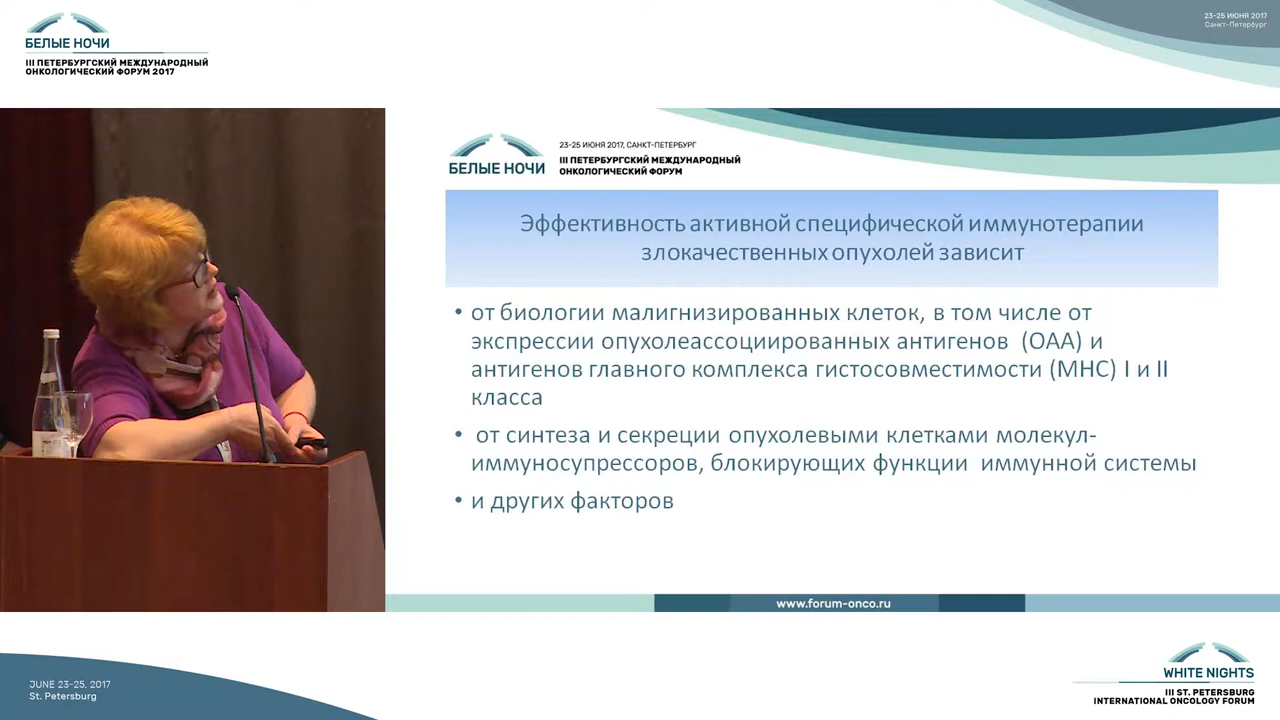 БЕЛЫЕ НОЧИ
III ПЕТЕРБУРГСКИЙ МЕЖДУНАРОДНЫЙ
ОНКОЛОГИЧЕСКИЙ ФОРУМ 2017
23-25 ИЮНЯ 2017
Санкт-Петербург
БЕЛЫЕ НОЧИ
23-25 ИЮНЯ 2017, САНКТ-ПЕТЕРБУРГ
III ПЕТЕРБУРГСКИЙ МЕЖДУНАРОДНЫЙ
ОНКОЛОГИЧЕСКИЙ ФОРУМ
Эффективность активной специфической иммунотерапии
злокачественных опухолей зависит
• от биологии малигнизированных клеток, в том числе от
экспрессии опухолеассоциированных антигенов (ОАА) и
антигенов главного комплекса гистосовместимости (МНС) I и II
класса
• от синтеза и секреции опухолевыми клетками молекул-
иммуносупрессоров, блокирующих функции иммунной системы
• и других факторов
www.forum-onco.ru
JUNE 23-25, 2017
St. Petersburg
WHITE NIGHTS
III ST. PETERSBURG
INTERNATIONAL ONCOLOGY FORUM